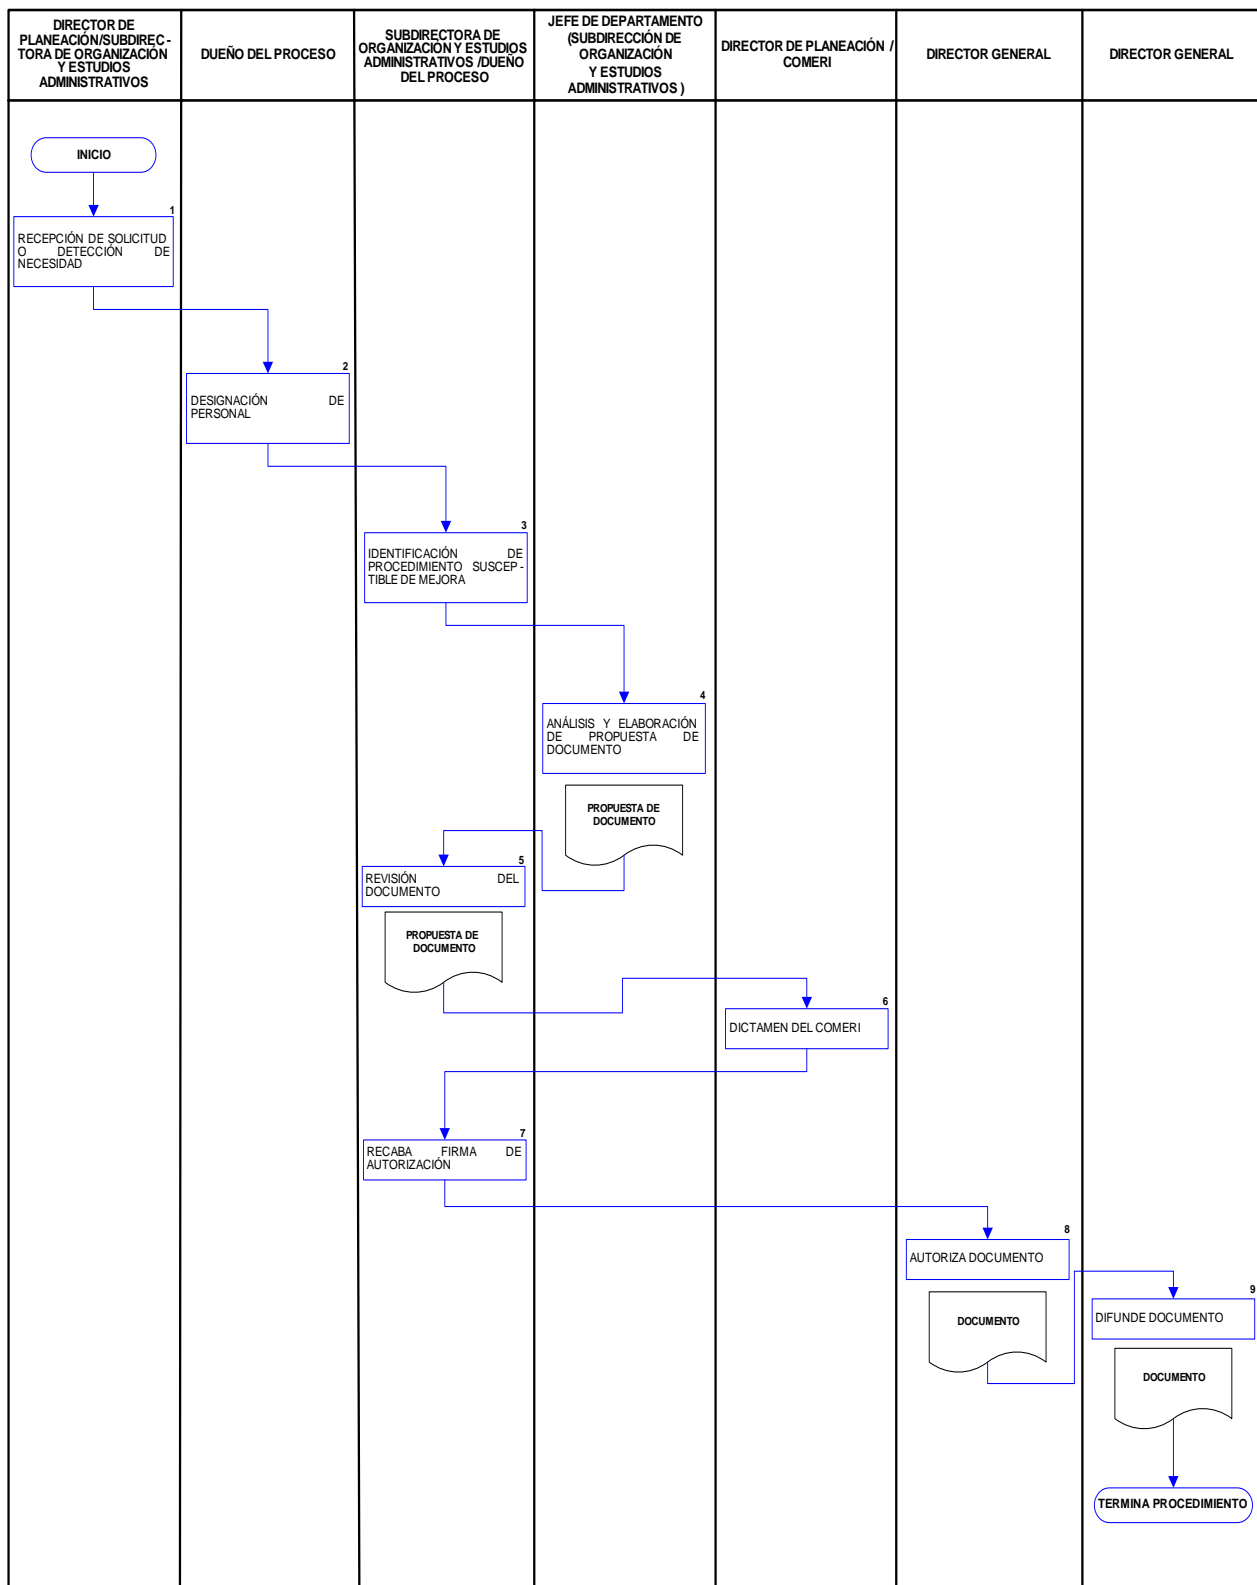 DIRECTOR DE
PLANEACIÓN/SUBDIREC -
TORA DE ORGANIZACIÓN
Y ESTUDIOS
ADMINISTRATIVOS
DUEÑO DEL PROCESO
SUBDIRECTORA DE
ORGANIZACIÓN Y ESTUDIOS
ADMINISTRATIVOS /DUEÑO
DEL PROCESO
JEFE DE DEPARTAMENTO
(SUBDIRECCIÓN DE
ORGANIZACIÓN
Y ESTUDIOS
ADMINISTRATIVOS )
DIRECTOR DE PLANEACIÓN /
COMERI
DIRECTOR GENERAL
DIRECTOR GENERAL
INICIO
1
RECEPCIÓN DE SOLICITUD
O DETECCIÓN DE
NECESIDAD
2
DESIGNACIÓN DE
PERSONAL
3
IDENTIFICACIÓN DE
PROCEDIMIENTO SUSCEP -
TIBLE DE MEJORA
4
ANÁLISIS Y ELABORACIÓN
DE PROPUESTA DE
DOCUMENTO
PROPUESTA DE
DOCUMENTO
5
REVISIÓN DEL
DOCUMENTO
PROPUESTA DE
DOCUMENTO
6
DICTAMEN DEL COMERI
7
RECABA FIRMA DE
AUTORIZACIÓN
8
AUTORIZA DOCUMENTO
DOCUMENTO
9
DIFUNDE DOCUMENTO
DOCUMENTO
TERMINA PROCEDIMIENTO